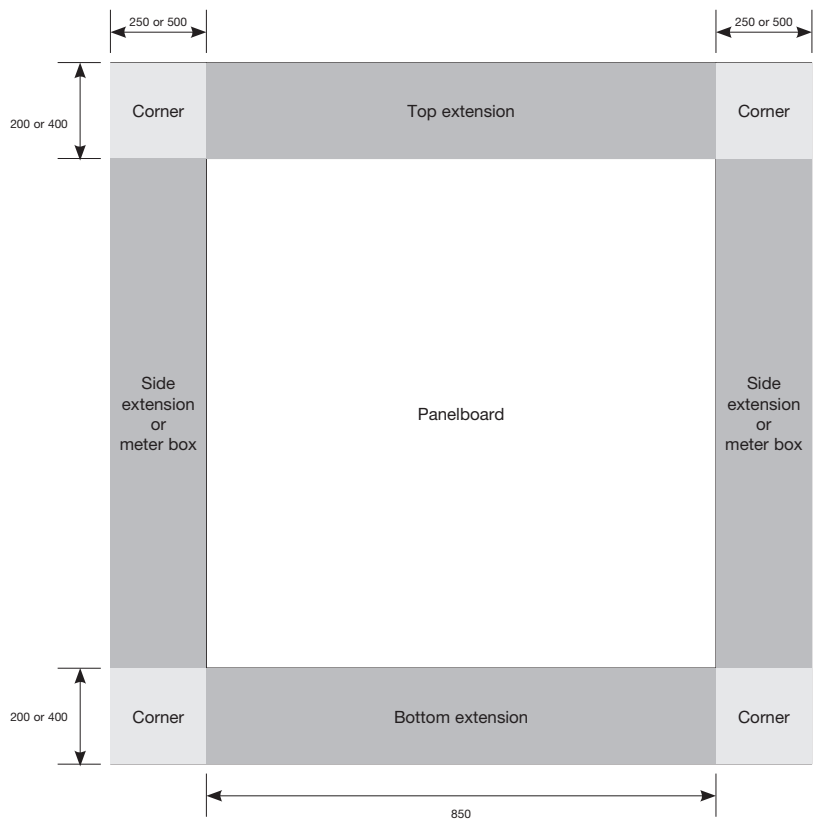 250 or 500
250 or 500
200 or 400
Corner
Top extension
Corner
Side
extension
or
meter box
Panelboard
Side
extension
or
meter box
200 or 400
Corner
Bottom extension
Corner
850